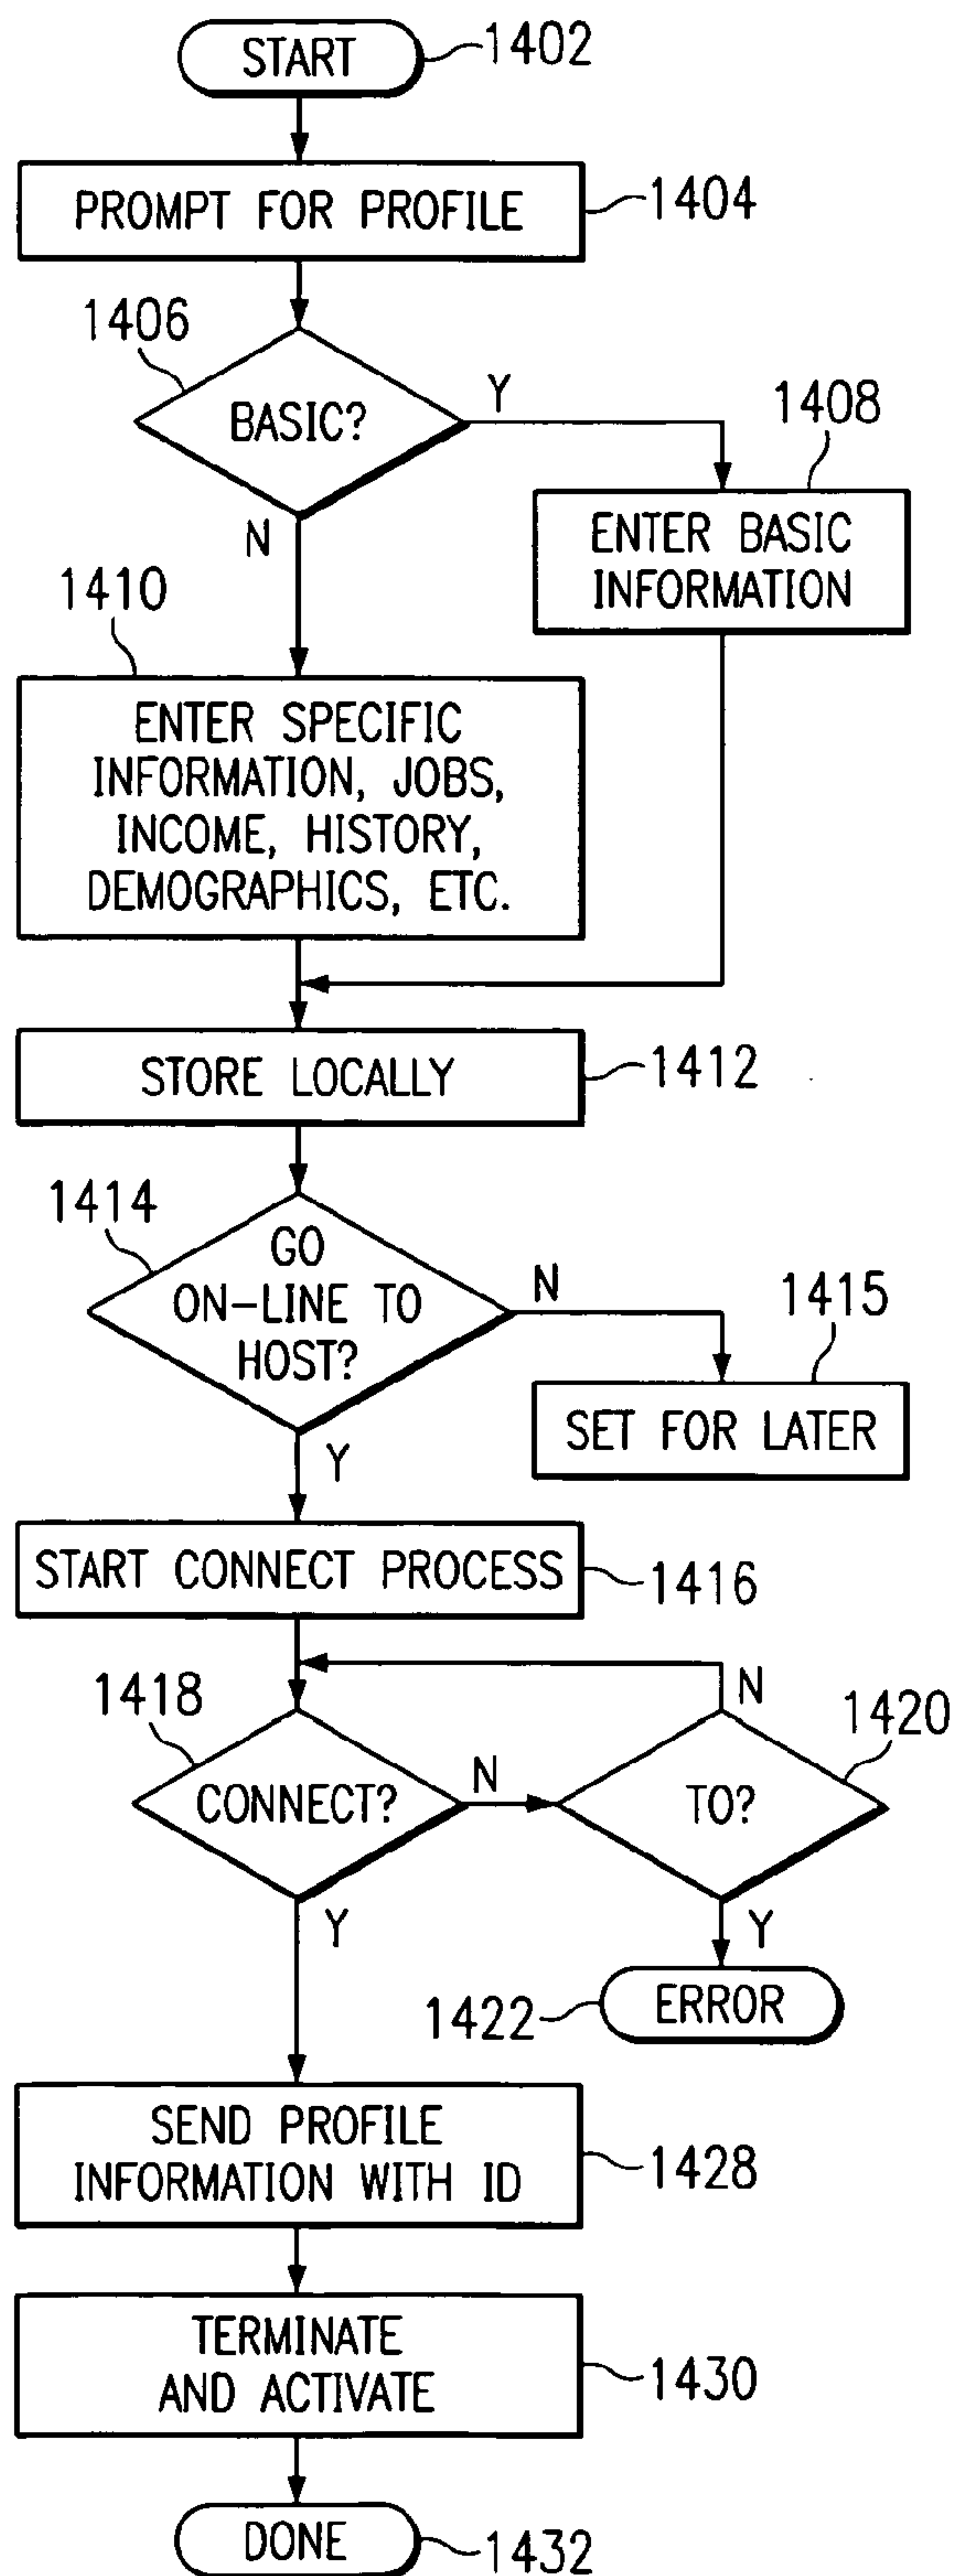 START
1402
PROMPT FOR PROFILE
1404
1406
BASIC?
Y
1408
N
ENTER BASIC
INFORMATION
1410
ENTER SPECIFIC
INFORMATION, JOBS,
INCOME, HISTORY,
DEMOGRAPHICS, ETC.
STORE LOCALLY
1412
1414
GO
ON-LINE TO
HOST?
N
1415
SET FOR LATER
Y
START CONNECT PROCESS
1416
1418
CONNECT?
N
N
1420
TO?
Y
Y
1422
ERROR
SEND PROFILE
INFORMATION WITH ID
1428
TERMINATE
AND ACTIVATE
1430
DONE
1432